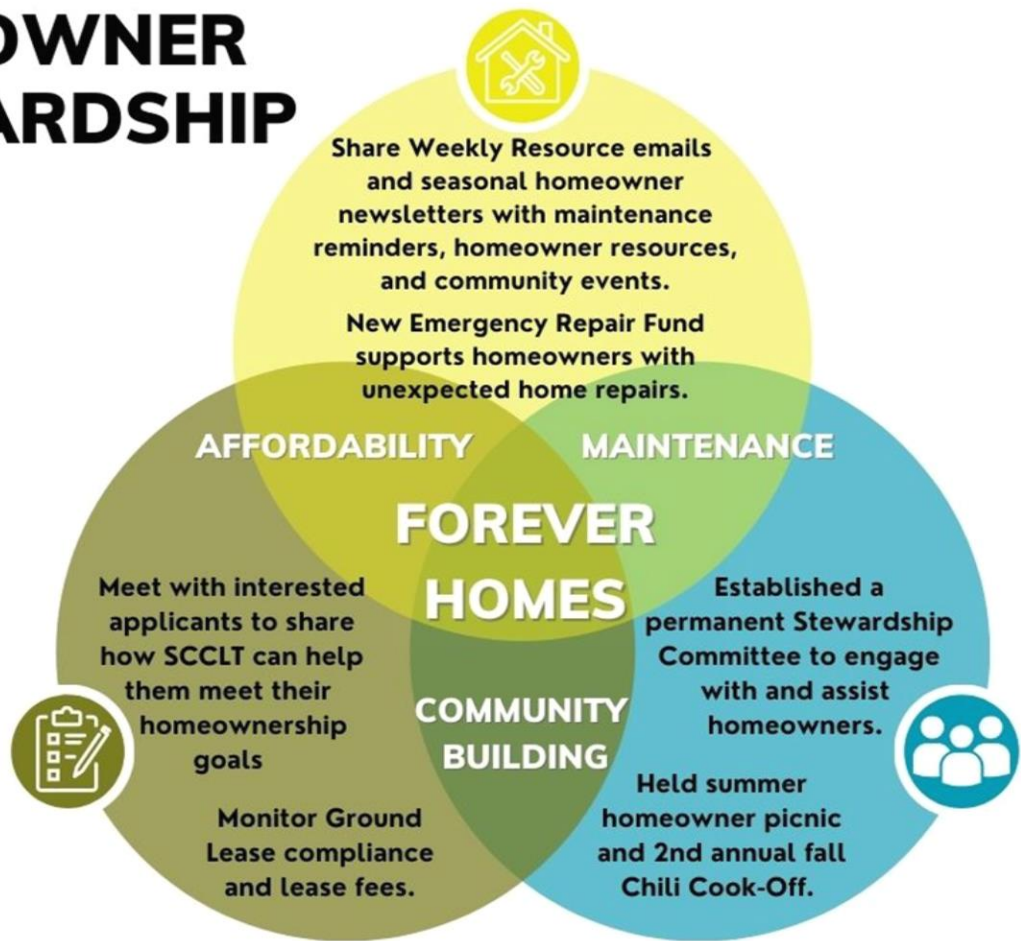 OWNER
ARDSHIP
Share Weekly Resource emails
and seasonal homeowner
newsletters with maintenance
reminders, homeowner resources,
and community events.
New Emergency Repair Fund
supports homeowners with
unexpected home repairs.
AFFORDABILITY
MAINTENANCE
FOREVER
HOMES
Meet with interested
applicants to share
how SCCLT can help
them meet their
homeownership
goals
Monitor Ground
Lease compliance
and lease fees.
COMMUNITY
BUILDING
Established a
permanent Stewardship
Committee to engage
with and assist
homeowners.
Held summer
homeowner picnic
and 2nd annual fall
Chili Cook-Off.